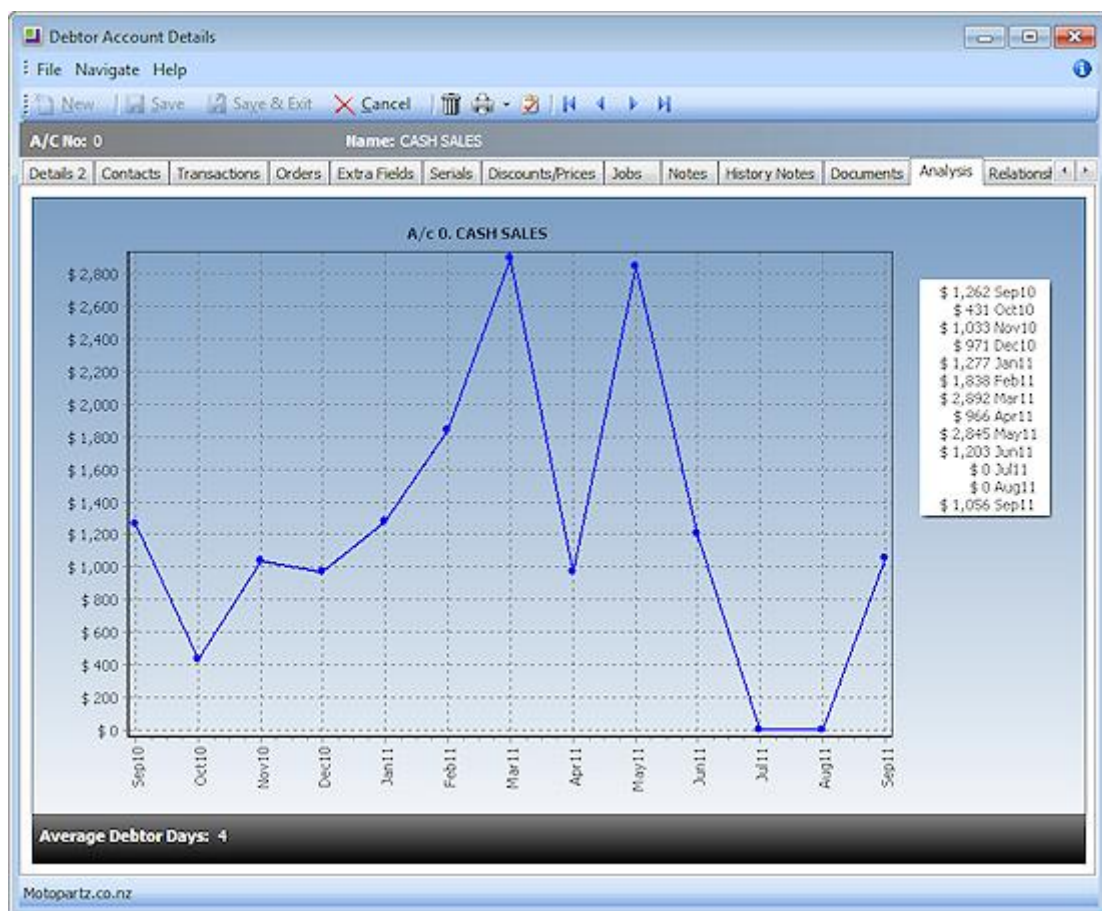 Debtor Account Details
File Navigate Help
New Save Save & Exit Cancel
A/C No: 0 Name: CASH SALES
Details 2 Contacts Transactions Orders Extra Fields Serials Discounts/Prices Jobs Notes History Notes Documents Analysis Relationsh
A/c 0. CASH SALES
$ 2,800
$ 2,600
$ 2,400
$ 2,200
$ 2,000
$ 1,800
$ 1,600
$ 1,400
$ 1,200
$ 1,000
$ 800
$ 600
$ 400
$ 200
$ 0
Sep10 Oct10 Nov10 Dec10 Jan11 Feb11 Mar11 Apr11 May11 Jun11 Jul11 Aug11 Sep11
$ 1,262 Sep10
$ 431 Oct10
$ 1,033 Nov10
$ 971 Dec10
$ 1,277 Jan11
$ 1,838 Feb11
$ 2,892 Mar11
$ 966 Apr11
$ 2,845 May11
$ 1,203 Jun11
$ 0 Jul11
$ 0 Aug11
$ 1,056 Sep11
Average Debtor Days: 4
Motopartz.co.nz